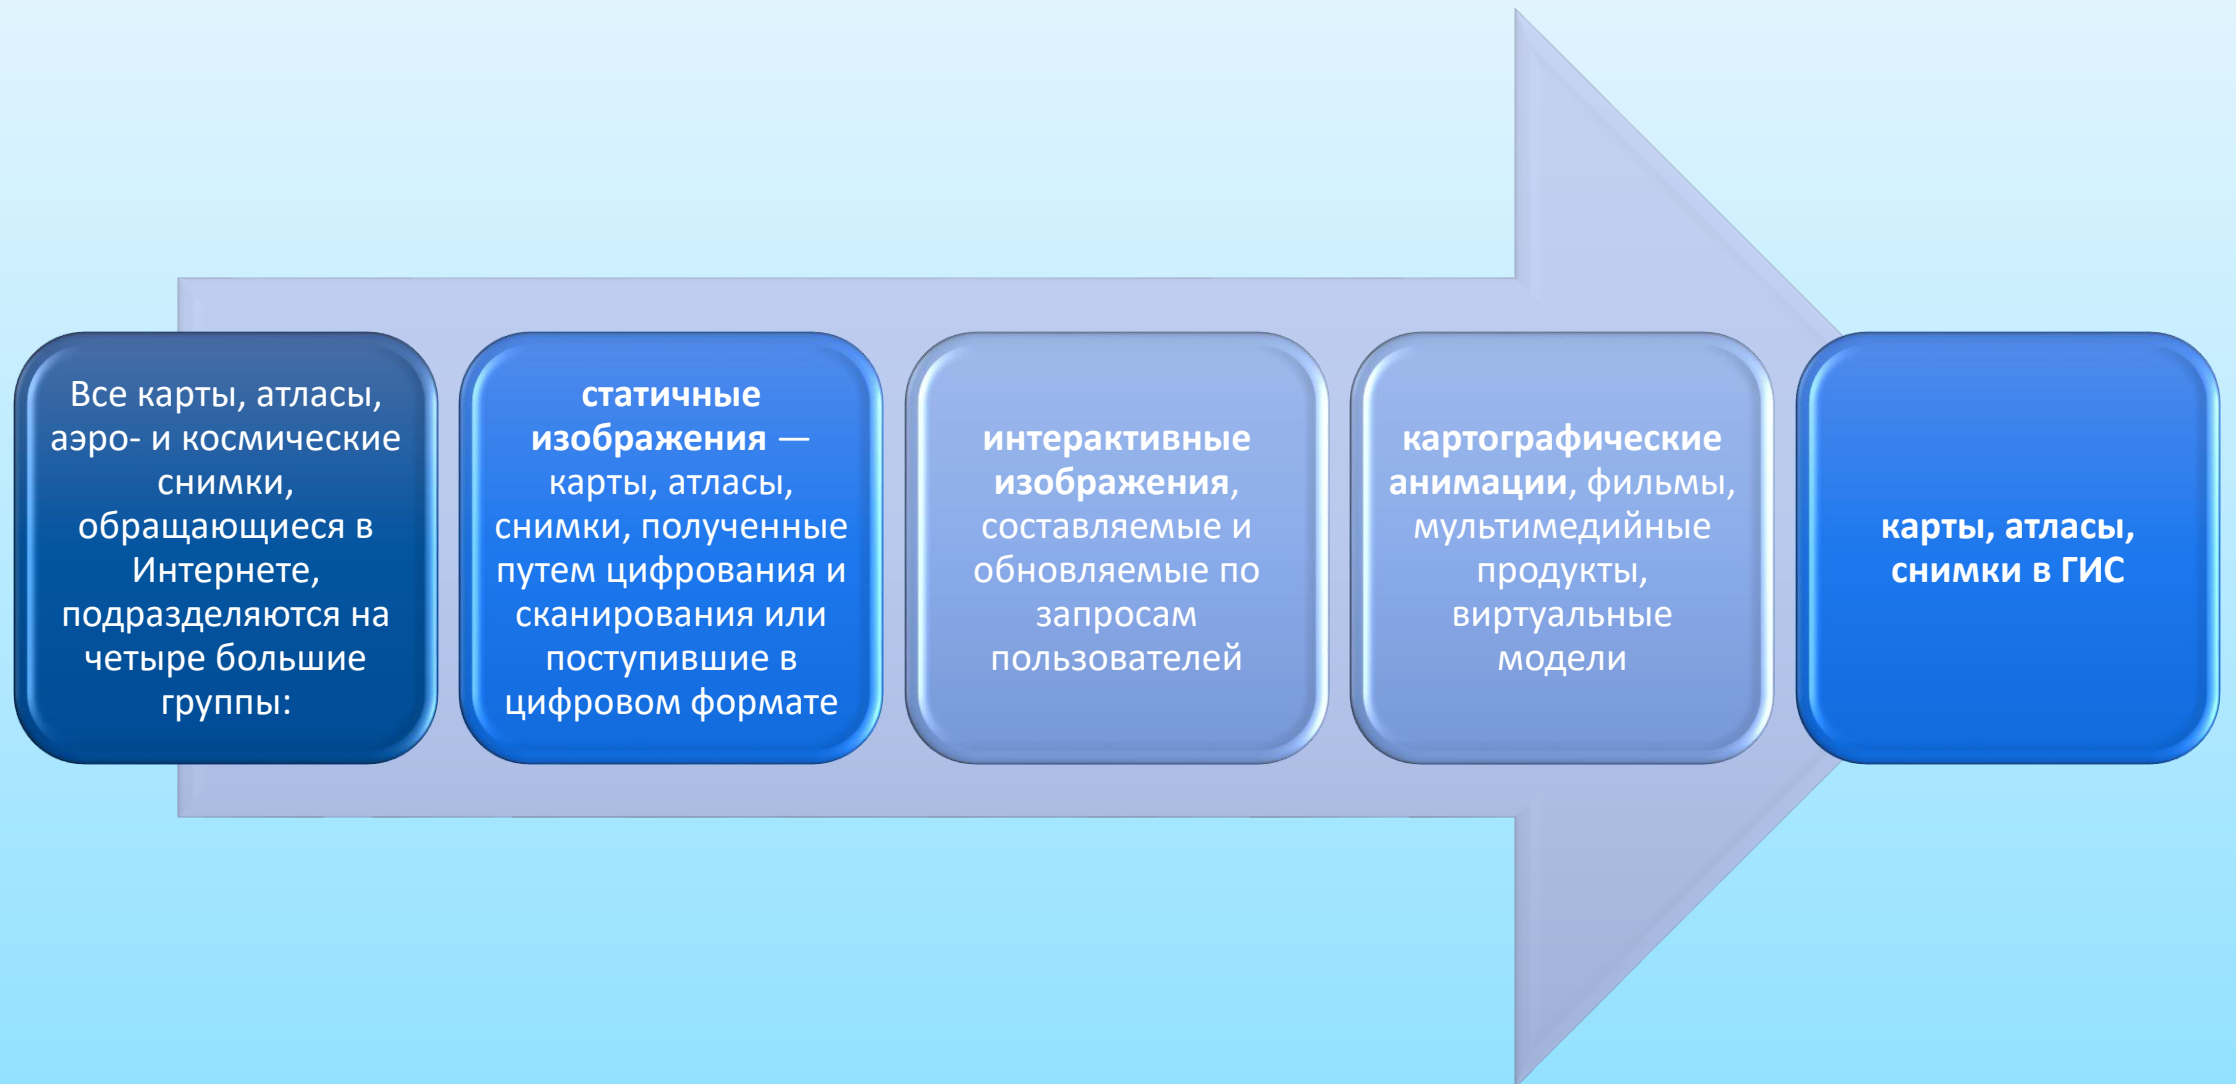 Все карты, атласы,
аэро- и космические
снимки,
обращающиеся в
Интернете,
подразделяются на
четыре большие
группы:
статичные
изображения —
карты, атласы,
снимки, полученные
путем цифрования и
сканирования или
поступившие в
цифровом формате
интерактивные
изображения,
составляемые и
обновляемые по
запросам
пользователей
картографические
анимации, фильмы,
мультимедийные
продукты,
виртуальные
модели
карты, атласы,
снимки в ГИС